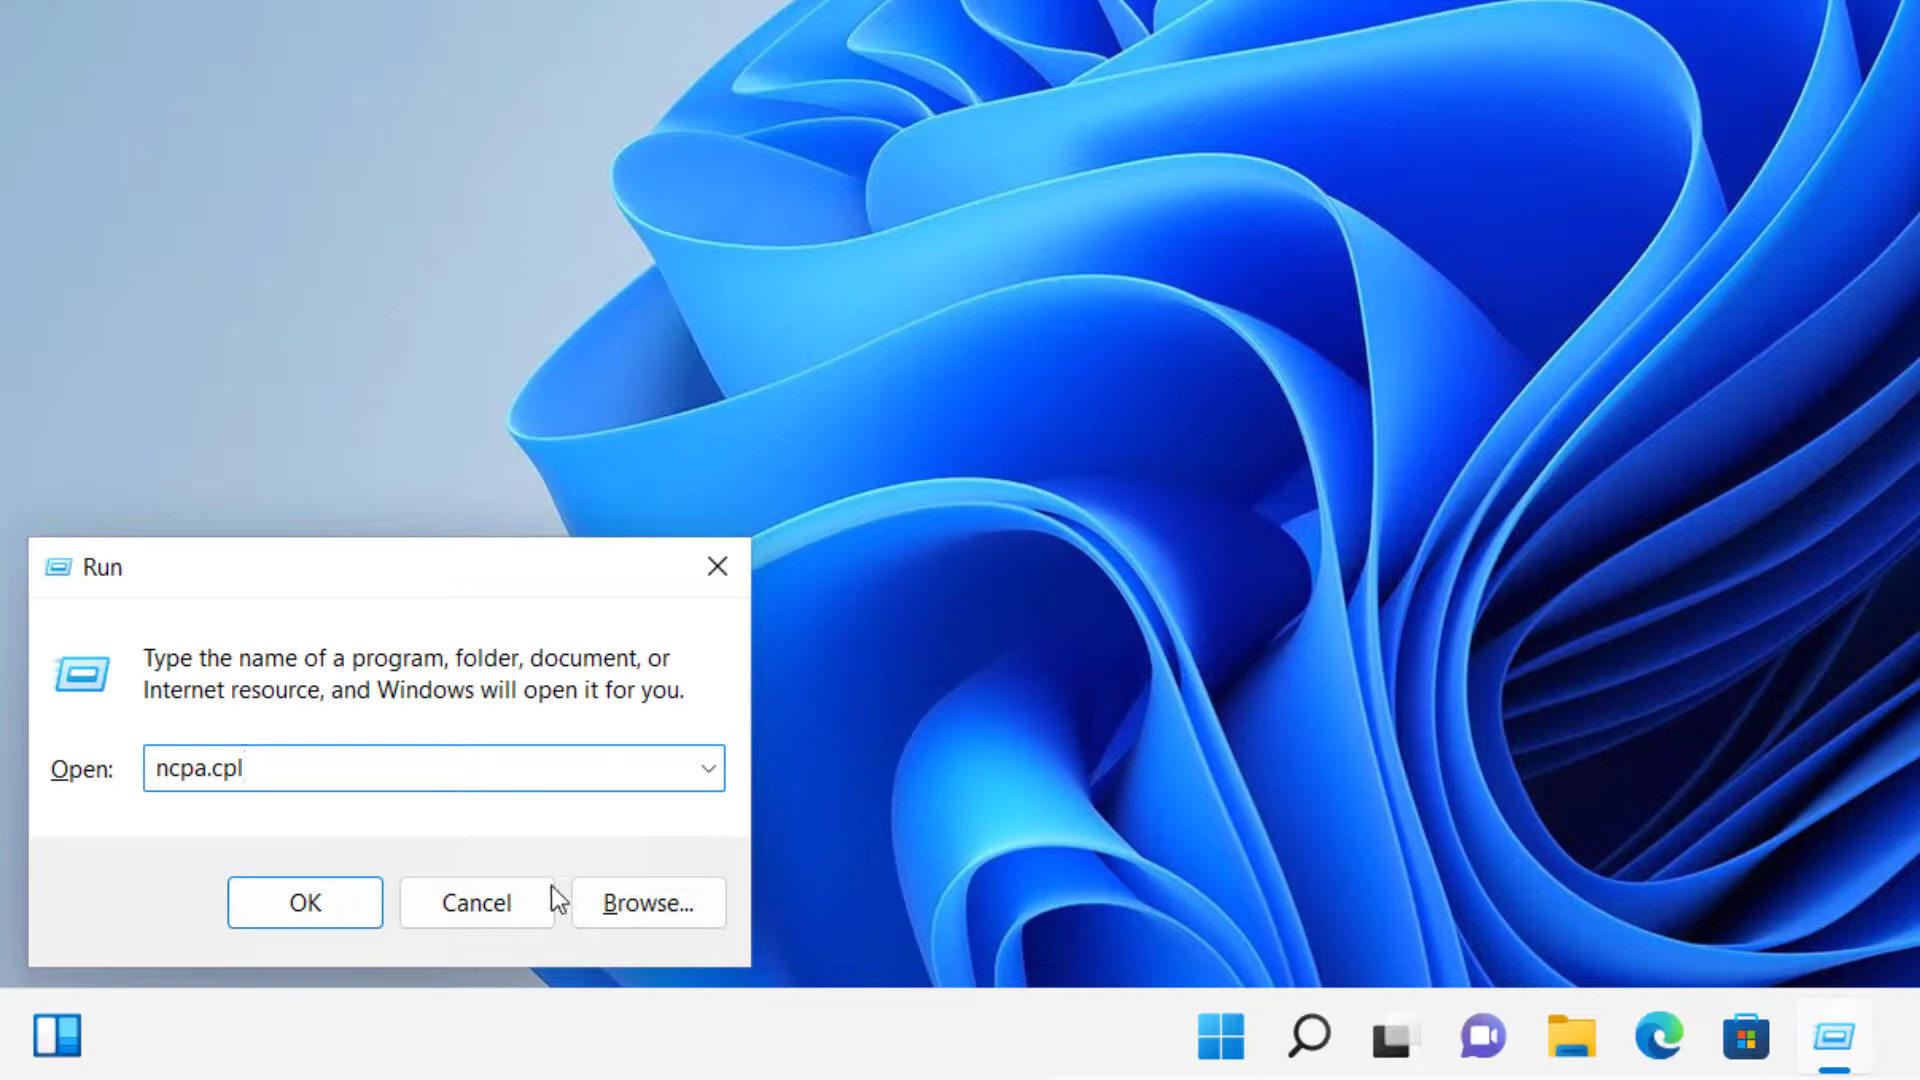 Run
Type the name of a program, folder, document, or
Internet resource, and Windows will open it for you.
Open:
ncpa.cpl
OK
Cancel
Browse...